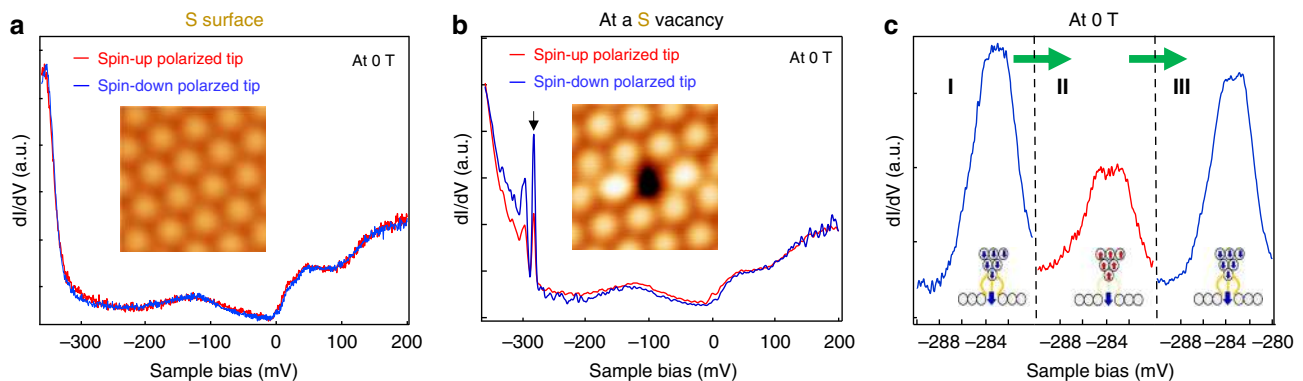 a
S surface
Spin-up polarized tip
At 0 T
Spin-down polarized tip
dI/dV (a.u.)
−300
−200
−100
0
100
200
Sample bias (mV)
b
At a S vacancy
Spin-up polarized tip
At 0 T
Spin-down polarzed tip
dI/dV (a.u.)
−300
−200
−100
0
100
200
Sample bias (mV)
c
At 0 T
I
II
III
dI/dV (a.u.)
−288 −284
−288 −284
−288 −284 −280
Sample bias (mV)